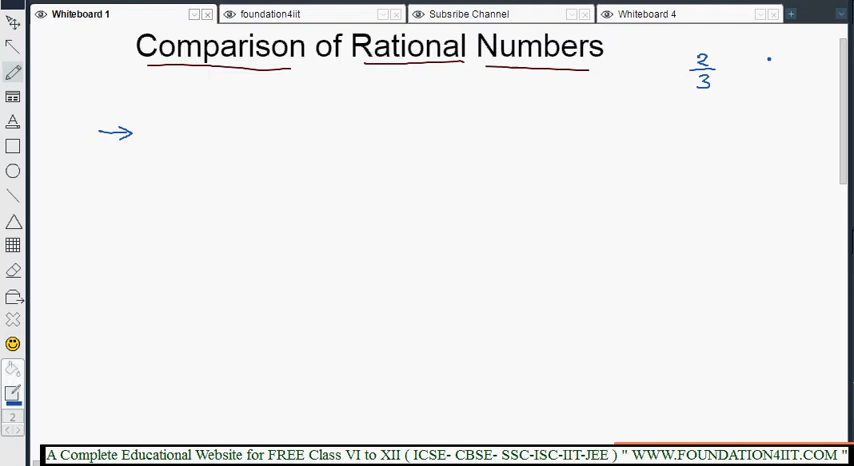 Whiteboard 1
foundation4iit
Subsribe Channel
Whiteboard 4
Comparison of Rational Numbers
2
3
2
A Complete Educational Website for FREE Class VI to XII ( ICSE- CBSE- SSC-ISC-IIT-JEE ) " WWW.FOUNDATION4IIT.COM "